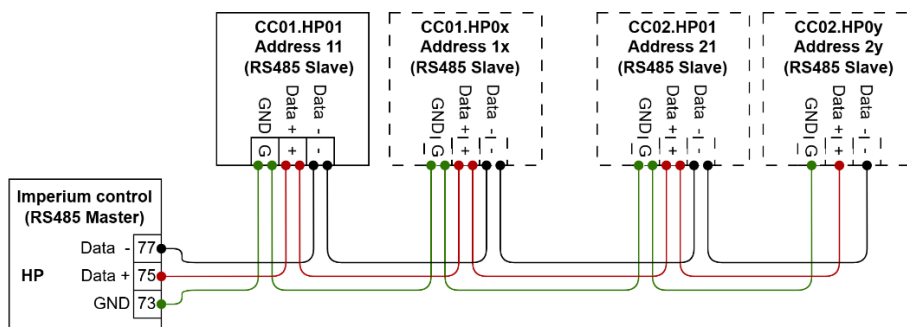 CC01.HP01
Address 11
(RS485 Slave)
GND
Data +
Data -
G
+
-
CC01.HP0x
Address 1x
(RS485 Slave)
GND
Data +
Data -
G
+
-
CC02.HP01
Address 21
(RS485 Slave)
GND
Data +
Data -
G
+
-
CC02.HP0y
Address 2y
(RS485 Slave)
GND
Data +
Data -
G
+
-
Imperium control
(RS485 Master)
Data - 77
HP Data + 75
GND 73